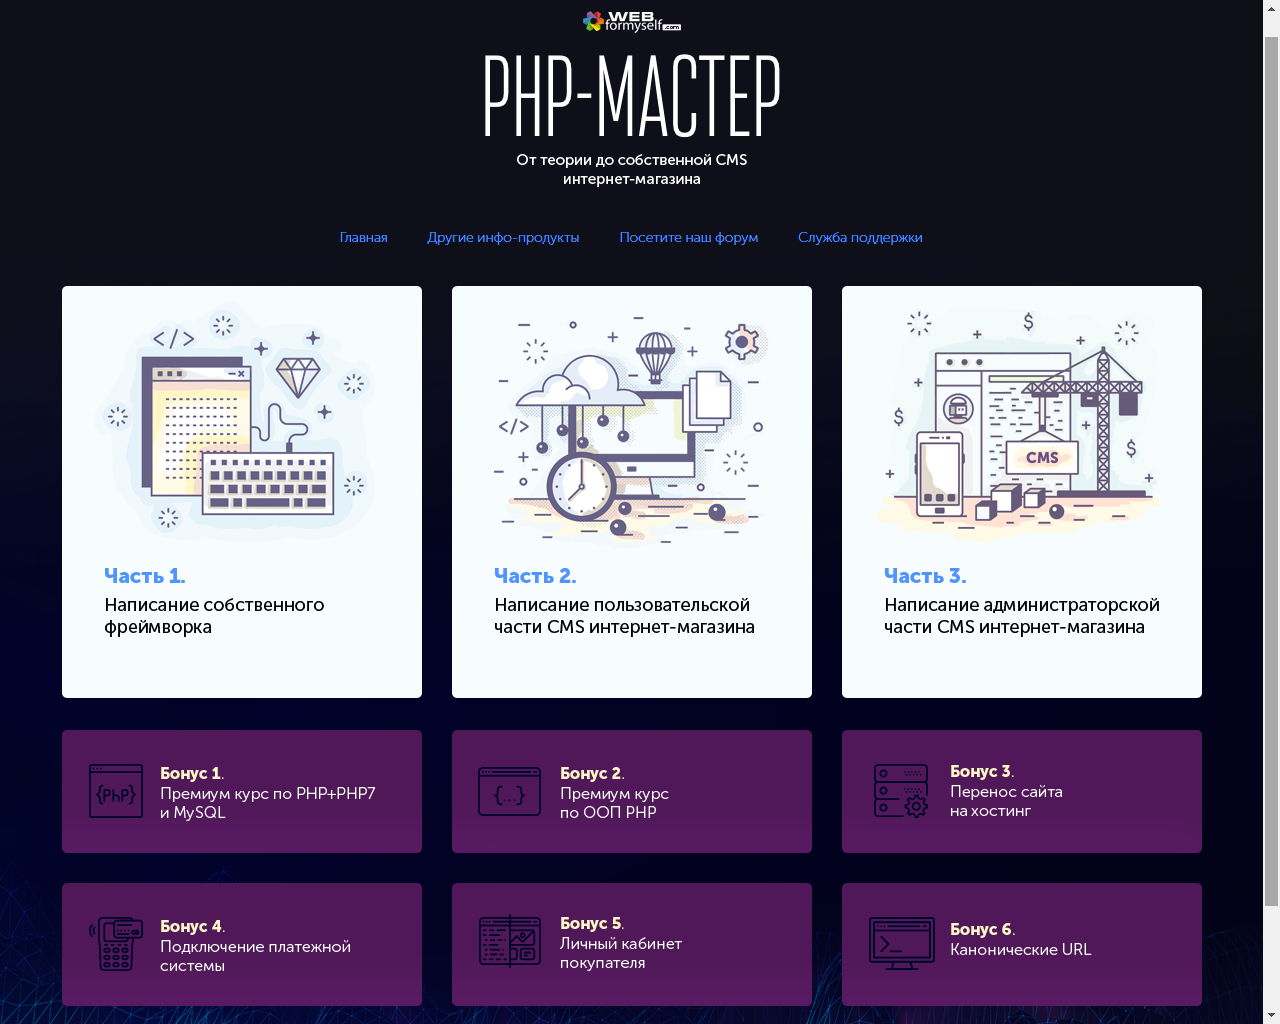 WEB
formyself.com
PHP-МАСТЕР
От теории до собственной CMS
интернет-магазина
Главная
Другие инфо-продукты
Посетите наш форум
Служба поддержки
</>
Часть 1.
Написание собственного
фреймворка
</>
Часть 2.
Написание пользовательской
части CMS интернет-магазина
$
$
$
CMS
Часть 3.
Написание администраторской
части CMS интернет-магазина
{PhP}
Бонус 1.
Премиум курс по PHP+PHP7
и MySQL
{...}
Бонус 2.
Премиум курс
по ООП PHP
Бонус 3.
Перенос сайта
на хостинг
Бонус 4.
Подключение платежной
системы
Бонус 5.
Личный кабинет
покупателя
Бонус 6.
Канонические URL